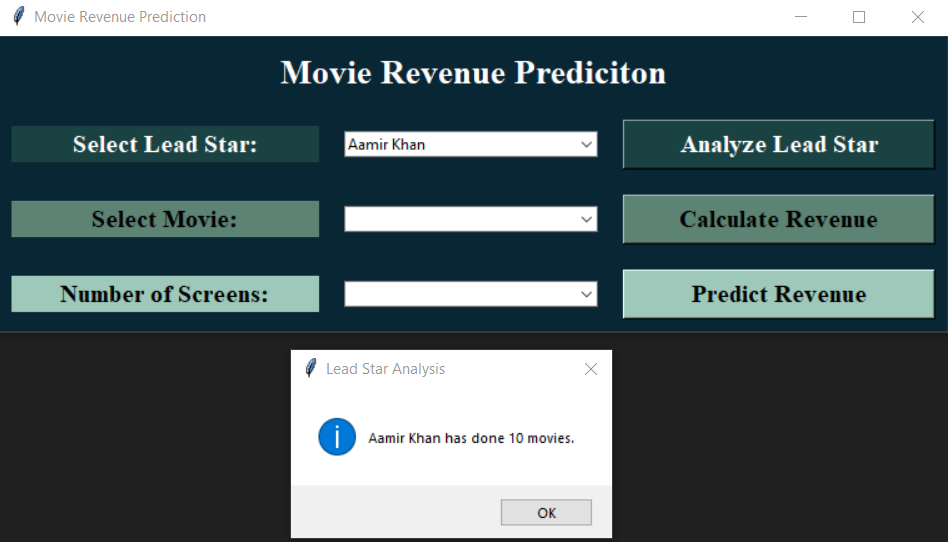 Movie Revenue Prediction
Movie Revenue Prediciton
Select Lead Star:
Aamir Khan
Analyze Lead Star
Select Movie:
Calculate Revenue
Number of Screens:
Predict Revenue
Lead Star Analysis
Aamir Khan has done 10 movies.
OK